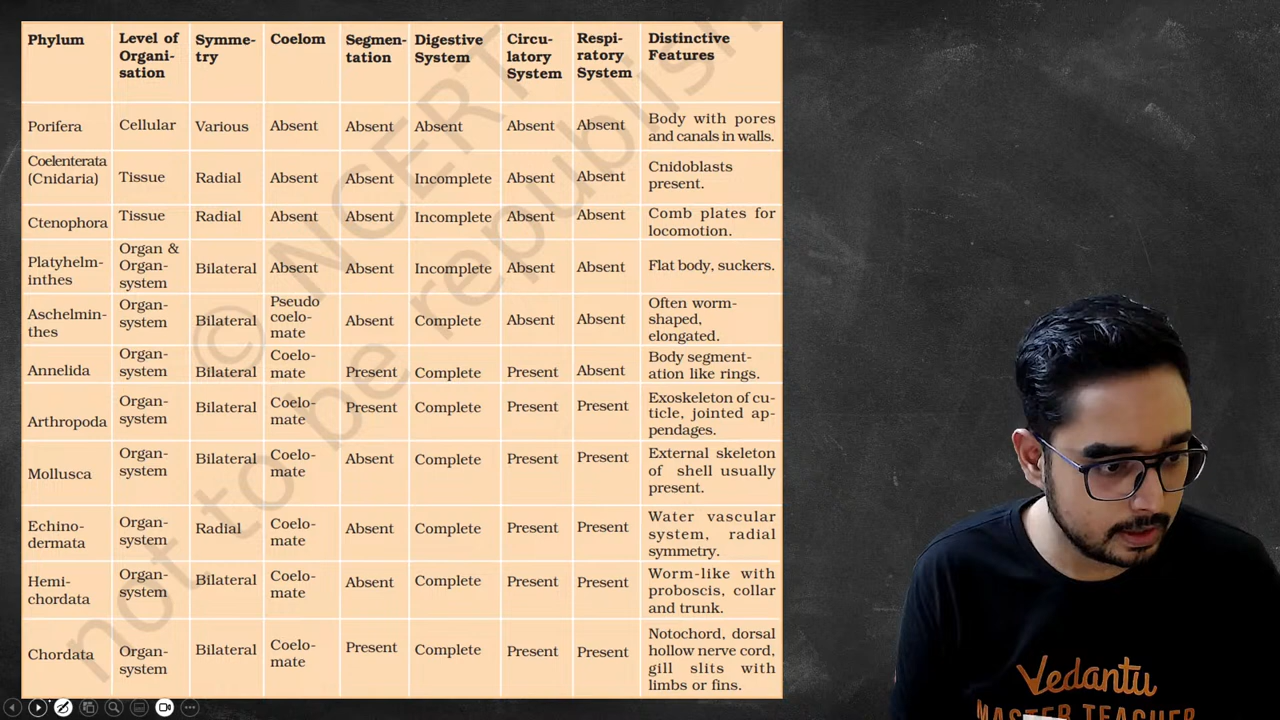 Phylum
Level of
Organi-
sation
Symme-
try
Coelom
Segmen-
tation
Digestive
System
Circu-
latory
System
Respi-
ratory
System
Distinctive
Features
Porifera
Cellular
Various
Absent
Absent
Absent
Absent
Absent
Body with pores
and canals in walls.
Coelenterata
(Cnidaria)
Tissue
Radial
Absent
Absent
Incomplete
Absent
Absent
Cnidoblasts
present.
Ctenophora
Tissue
Radial
Absent
Absent
Incomplete
Absent
Absent
Comb plates for
locomotion.
Platyhelm-
inthes
Organ &
Organ-
system
Bilateral
Absent
Absent
Incomplete
Absent
Absent
Flat body, suckers.
Aschelmin-
thes
Organ-
system
Bilateral
Pseudo
coelo-
mate
Absent
Complete
Absent
Absent
Often worm-
shaped,
elongated.
Annelida
Organ-
system
Bilateral
Coelo-
mate
Present
Complete
Present
Absent
Body segment-
ation like rings.
Arthropoda
Organ-
system
Bilateral
Coelo-
mate
Present
Complete
Present
Present
Exoskeleton of cu-
ticle, jointed ap-
pendages.
Mollusca
Organ-
system
Bilateral
Coelo-
mate
Absent
Complete
Present
Present
External skeleton
of shell usually
present.
Echino-
dermata
Organ-
system
Radial
Coelo-
mate
Absent
Complete
Present
Present
Water vascular
system, radial
symmetry.
Hemi-
chordata
Organ-
system
Bilateral
Coelo-
mate
Absent
Complete
Present
Present
Worm-like with
proboscis, collar
and trunk.
Chordata
Organ-
system
Bilateral
Coelo-
mate
Present
Complete
Present
Present
Notochord, dorsal
hollow nerve cord,
gill slits with
limbs or fins.
© NCERT
not to be republish
Vedantu
MASTER TEACHER